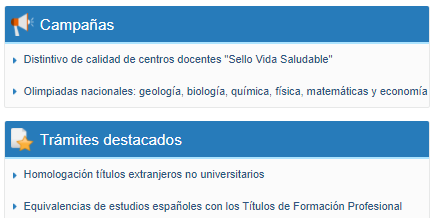 Campañas
Distintivo de calidad de centros docentes "Sello Vida Saludable"
Olimpiadas nacionales: geología, biología, química, física, matemáticas y economía
Trámites destacados
Homologación títulos extranjeros no universitarios
Equivalencias de estudios españoles con los Títulos de Formación Profesional